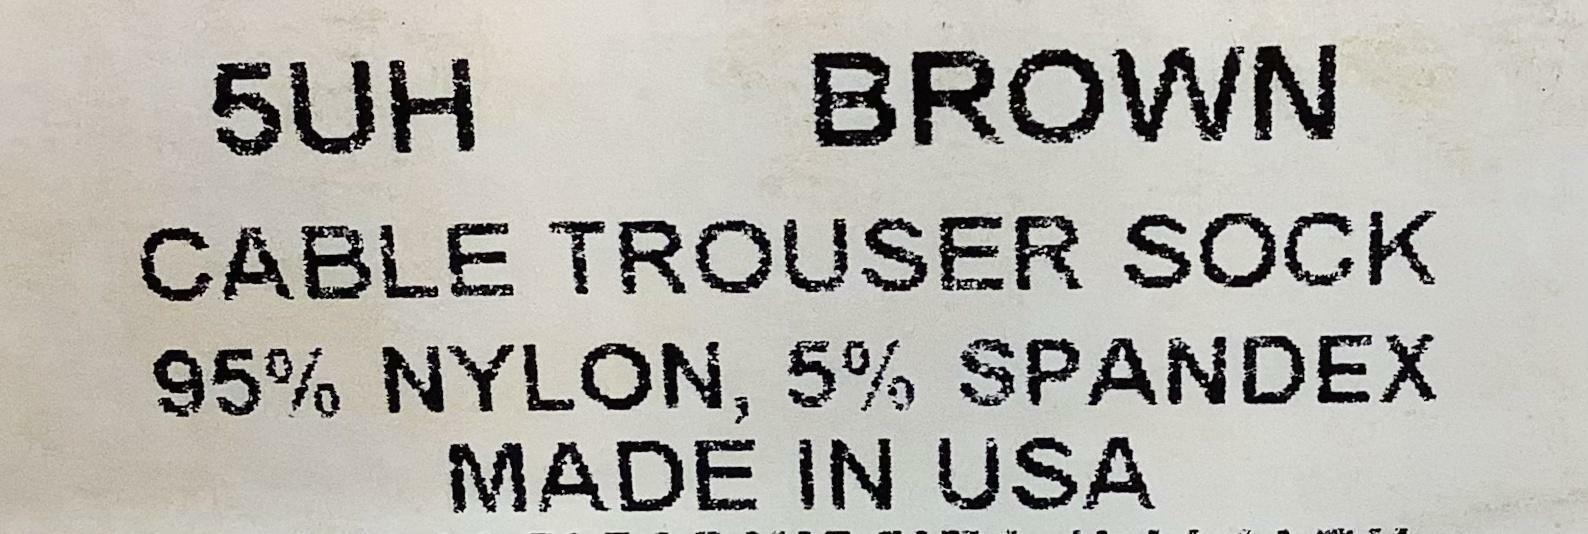 5UH BROWN
CABLE TROUSER SOCK
95% NYLON, 5% SPANDEX
MADE IN USA